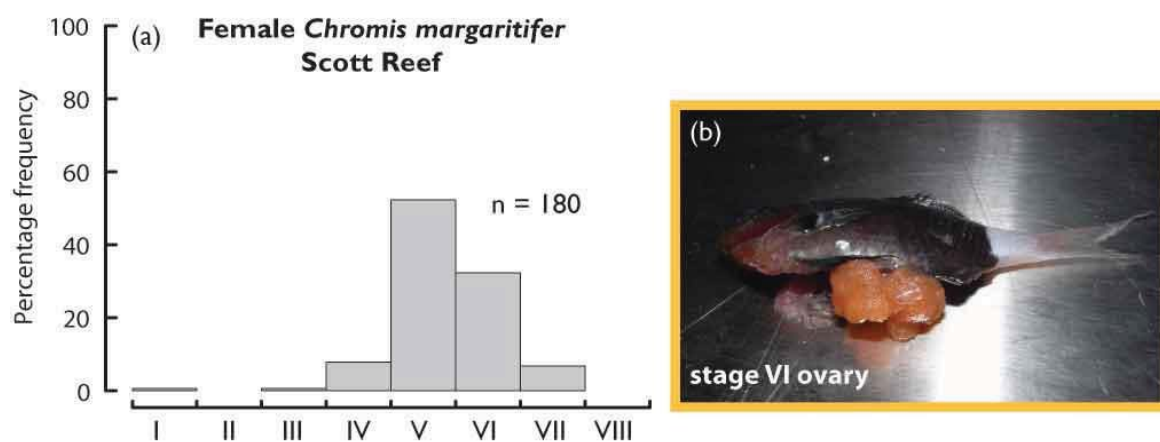 (a) Female Chromis margaritifer
Scott Reef
Percentage frequency
100
80
60
40
20
0
n = 180
I II III IV V VI VII VIII
(b)
stage VI ovary